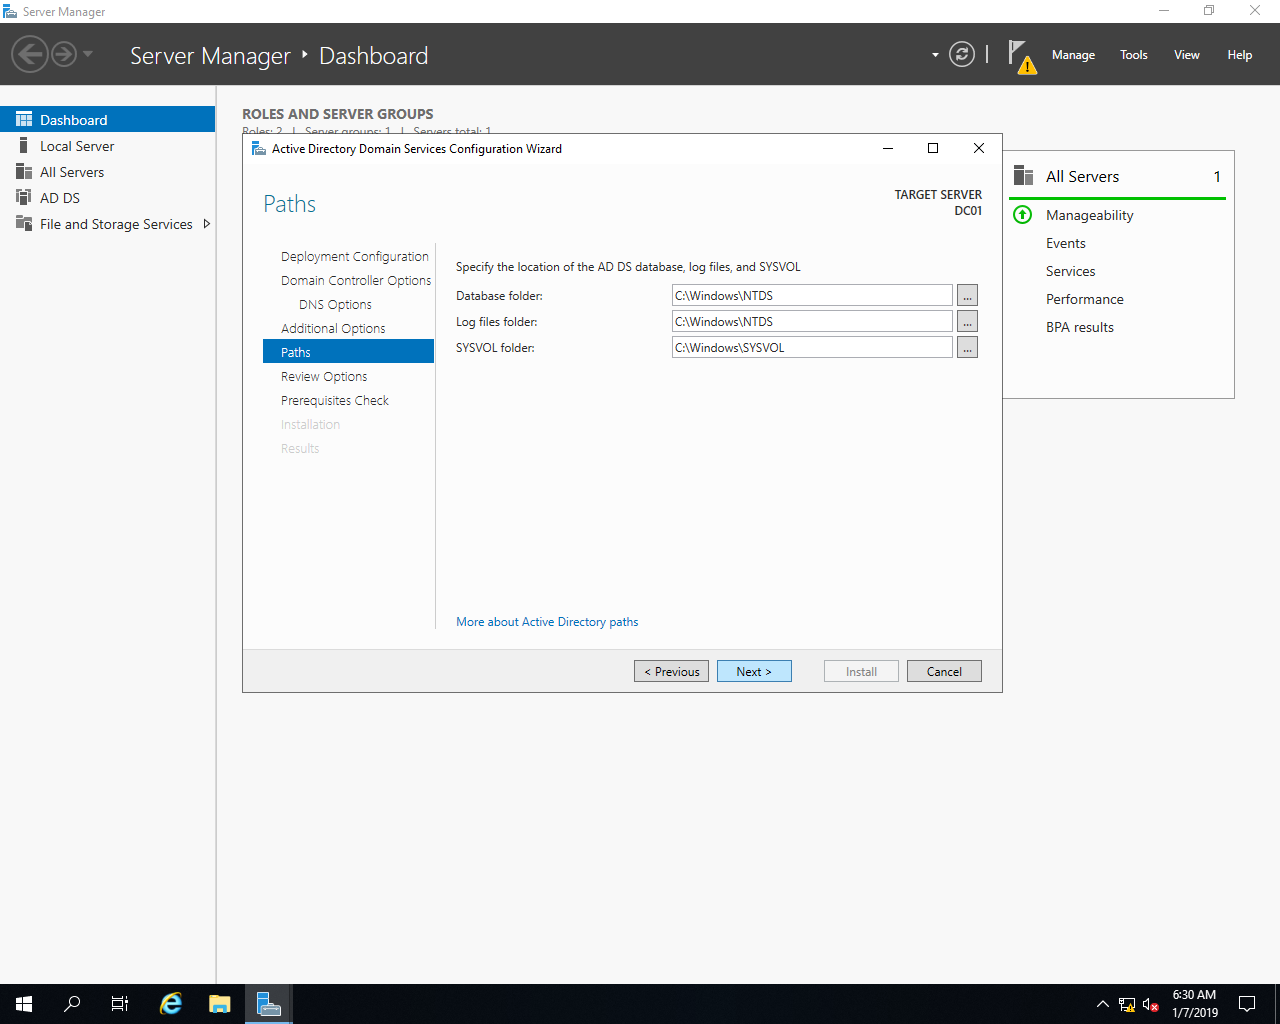 Server Manager
Server Manager ‣ Dashboard
Manage
Tools
View
Help
Dashboard
Local Server
All Servers
AD DS
File and Storage Services
ROLES AND SERVER GROUPS
Roles: 2 | Server groups: 1 | Servers total: 1
Active Directory Domain Services Configuration Wizard
Paths
TARGET SERVER
DC01
Deployment Configuration
Domain Controller Options
DNS Options
Additional Options
Paths
Review Options
Prerequisites Check
Installation
Results
Specify the location of the AD DS database, log files, and SYSVOL
Database folder: C:\Windows\NTDS ...
Log files folder: C:\Windows\NTDS ...
SYSVOL folder: C:\Windows\SYSVOL ...
More about Active Directory paths
< Previous
Next >
Install
Cancel
All Servers 1
Manageability
Events
Services
Performance
BPA results
6:30 AM
1/7/2019